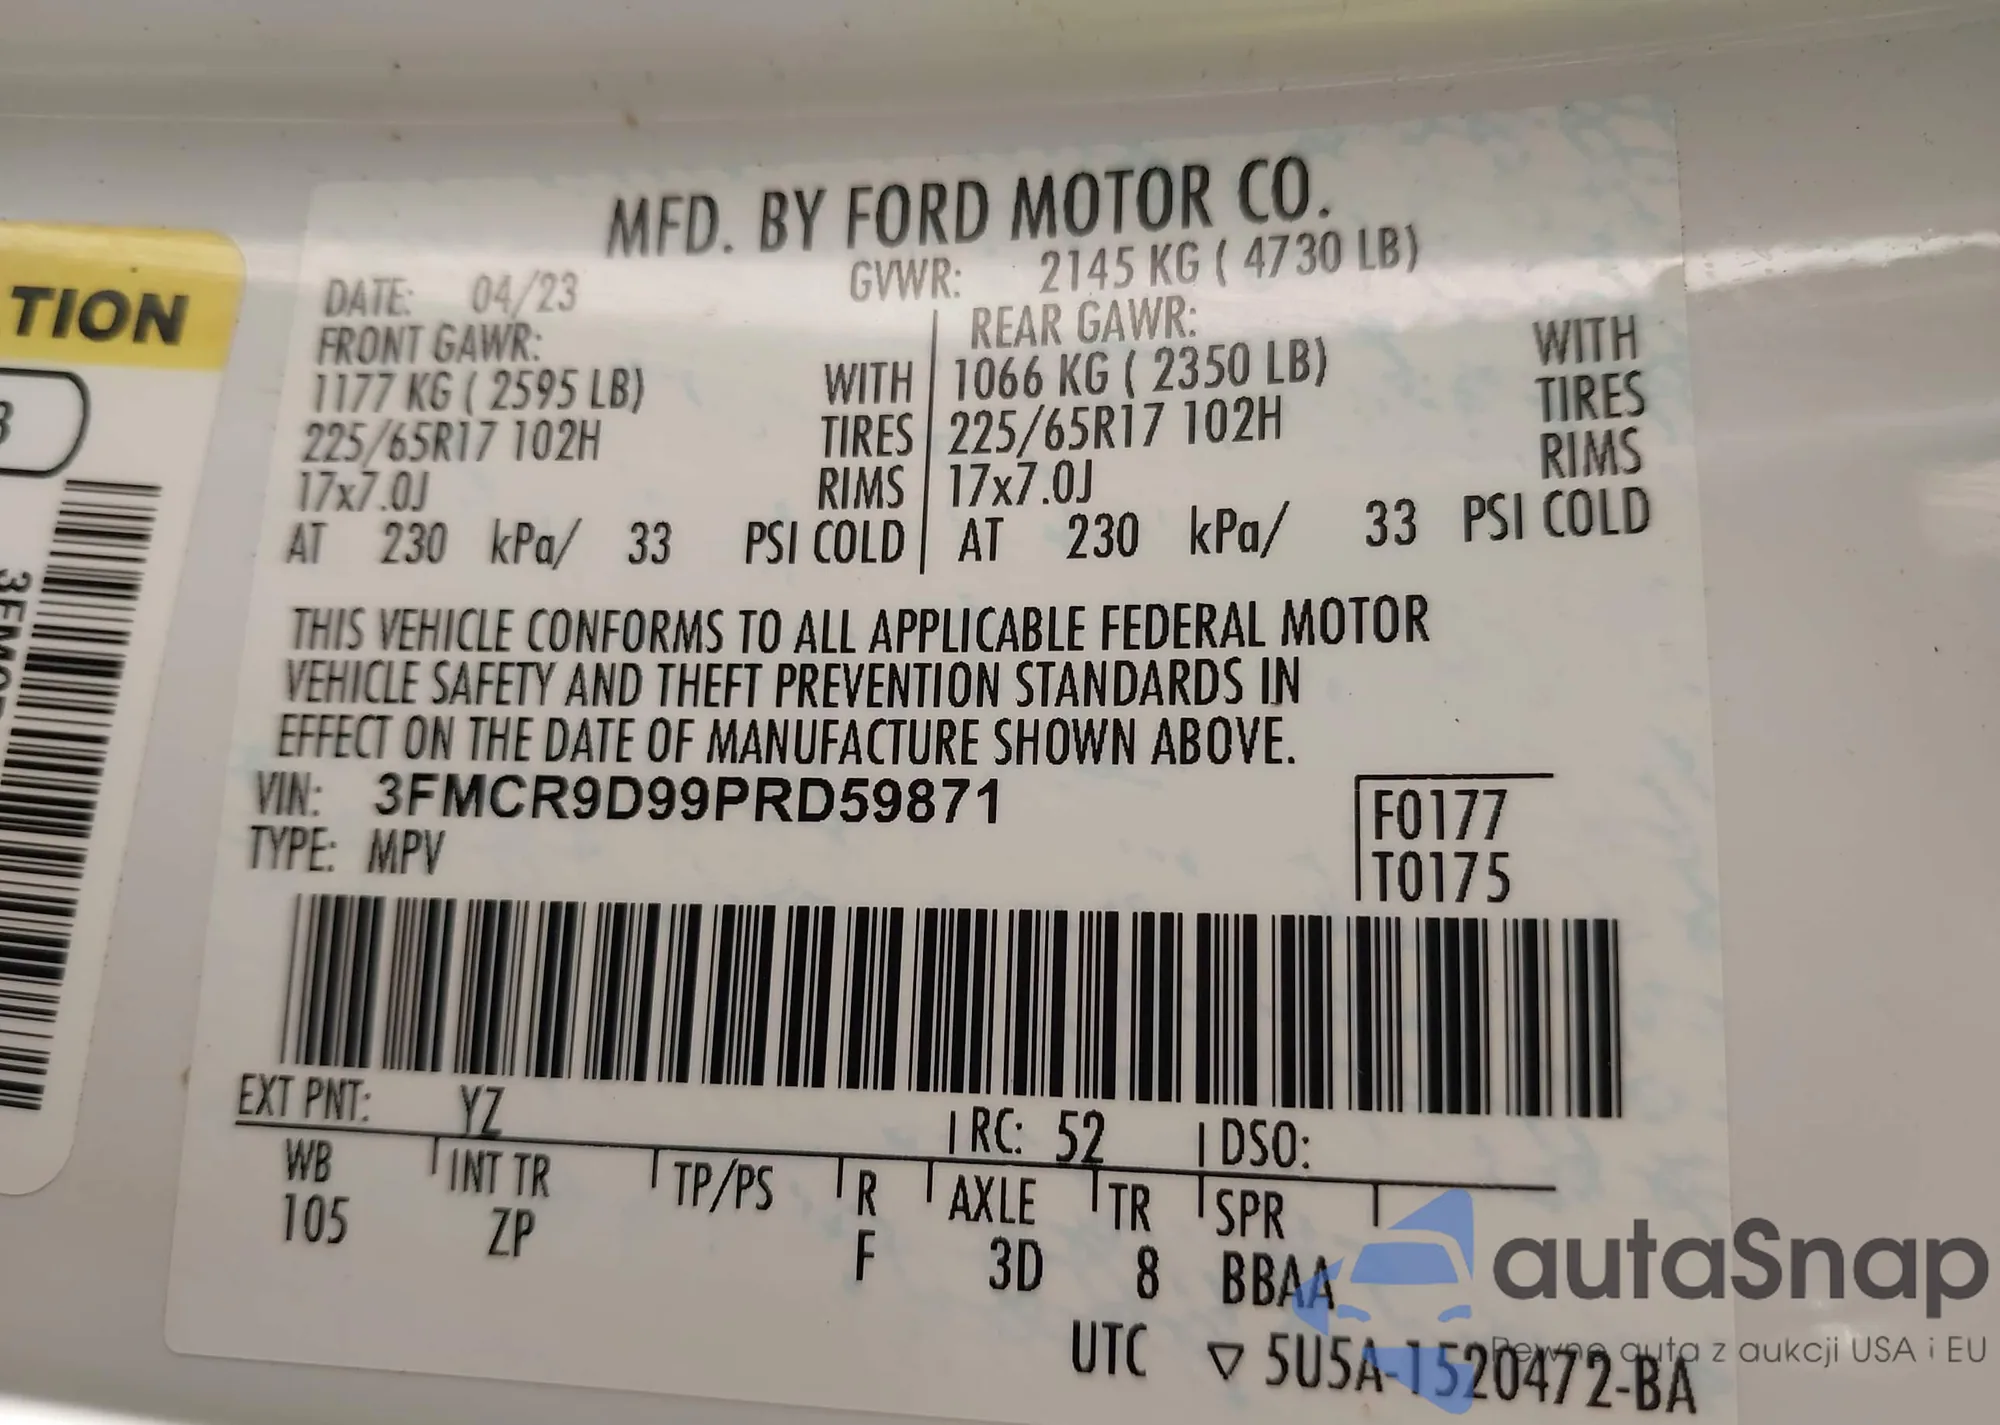 TION
MFD. BY FORD MOTOR CO.
DATE: 04/23 GVWR: 2145 KG ( 4730 LB)
FRONT GAWR: REAR GAWR:
1177 KG ( 2595 LB) WITH 1066 KG ( 2350 LB) WITH
225/65R17 102H TIRES 225/65R17 102H TIRES
17x7.0J RIMS 17x7.0J RIMS
AT 230 kPa/ 33 PSI COLD AT 230 kPa/ 33 PSI COLD
THIS VEHICLE CONFORMS TO ALL APPLICABLE FEDERAL MOTOR
VEHICLE SAFETY AND THEFT PREVENTION STANDARDS IN
EFFECT ON THE DATE OF MANUFACTURE SHOWN ABOVE.
VIN: 3FMCR9D99PRD59871
TYPE: MPV
F0177
T0175
EXT PNT: YZ RC: 52 DSO:
WB INT TR TP/PS R AXLE TR SPR
105 ZP F 3D 8 BBAA
UTC ▽ 5U5A-1520472-BA
autaSnap
Pewne auta z aukcji USA i EU